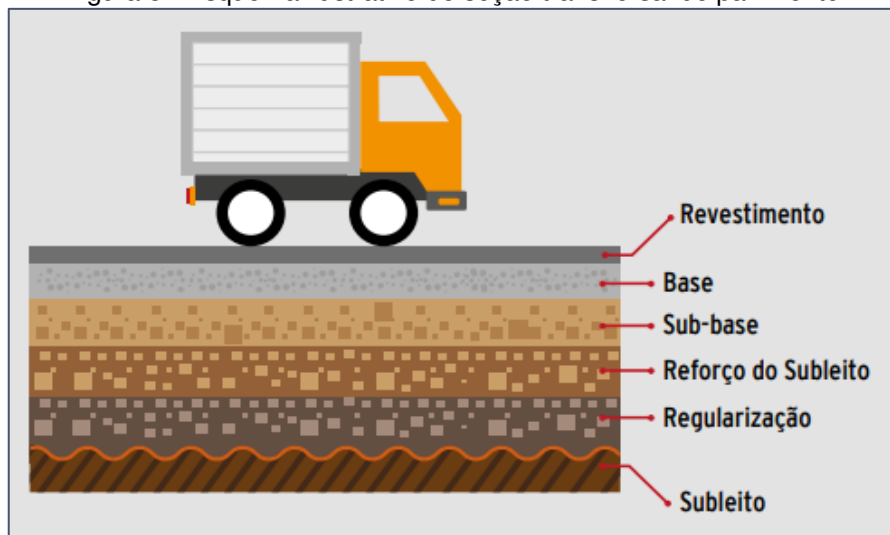 Revestimento
Base
Sub-base
Reforço do Subleito
Regularização
Subleito